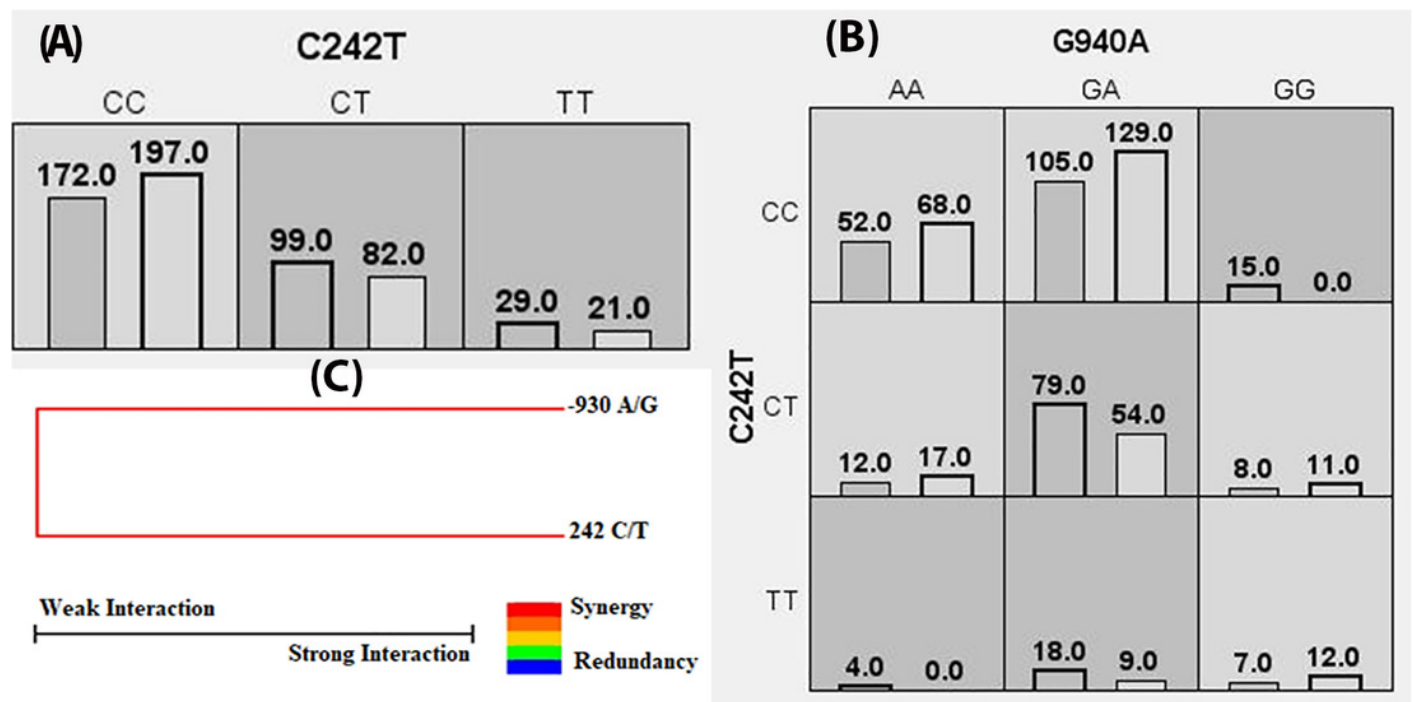 (A)
C242T
CC CT TT
172.0 197.0
99.0 82.0
29.0 21.0
(B)
G940A
AA GA GG
C242T
CC
52.0 68.0
105.0 129.0
15.0 0.0
CT
12.0 17.0
79.0 54.0
8.0 11.0
TT
4.0 0.0
18.0 9.0
7.0 12.0
(C)
-930 A/G
242 C/T
Weak Interaction
Strong Interaction
Synergy
Redundancy